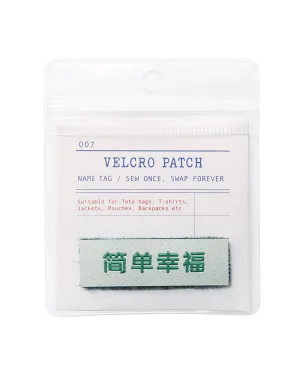 007
VELCRO PATCH
NAME TAG / SEW ONCE, SWAP FOREVER
Suitable for Tote bags, T-shirts,
Jackets, Pouches, Backpacks etc
简单幸福